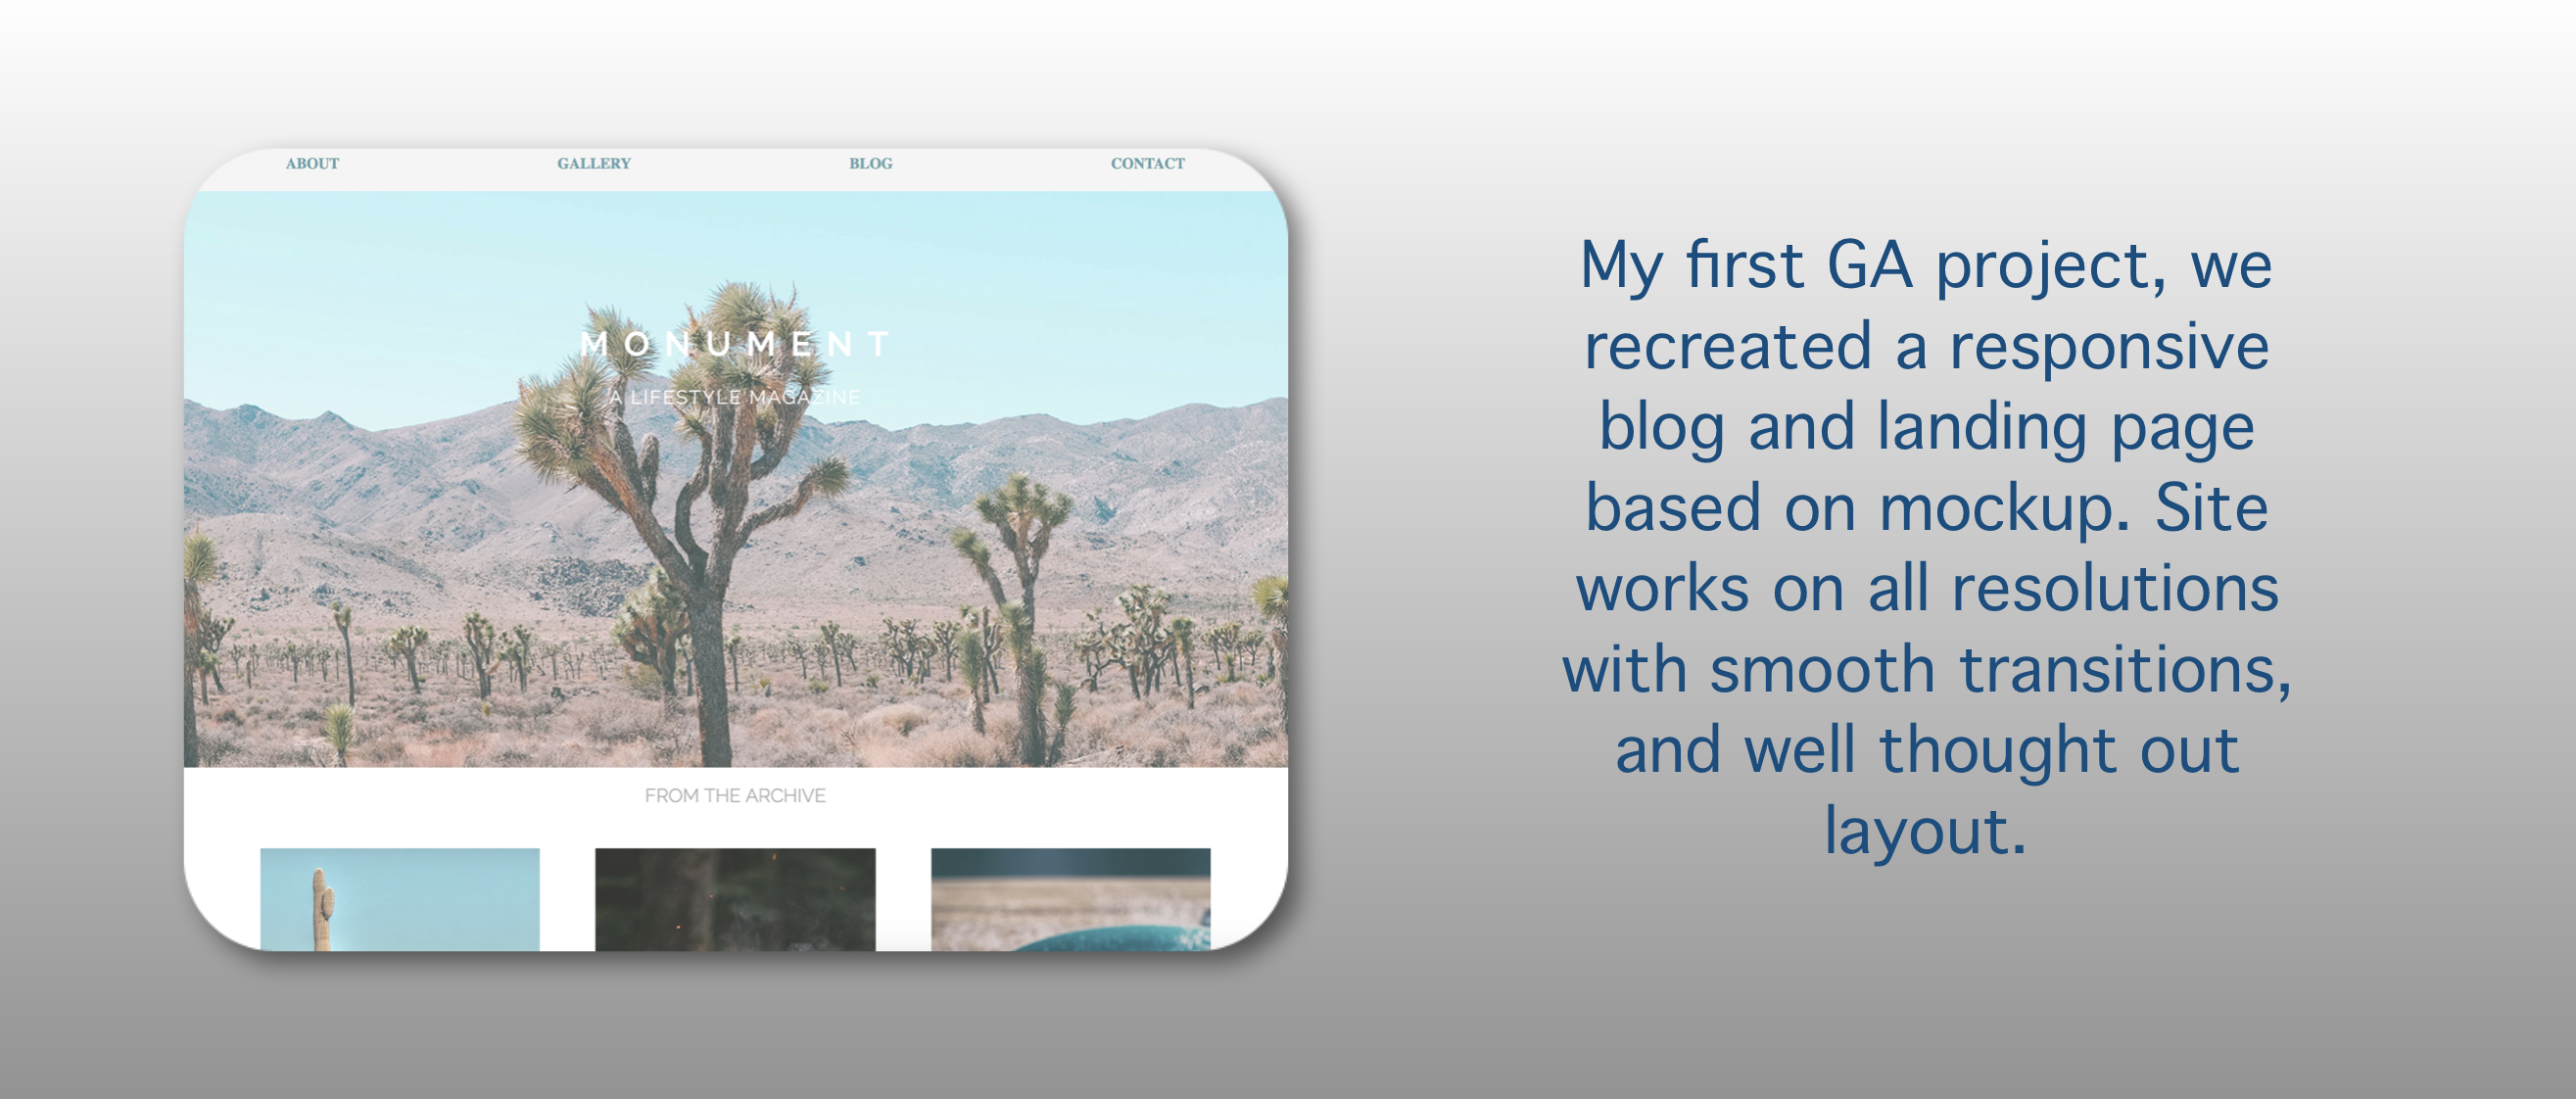 ABOUT GALLERY BLOG CONTACT
MONUMENT
A LIFESTYLE MAGAZINE
FROM THE ARCHIVE
My first GA project, we
recreated a responsive
blog and landing page
based on mockup. Site
works on all resolutions
with smooth transitions,
and well thought out
layout.